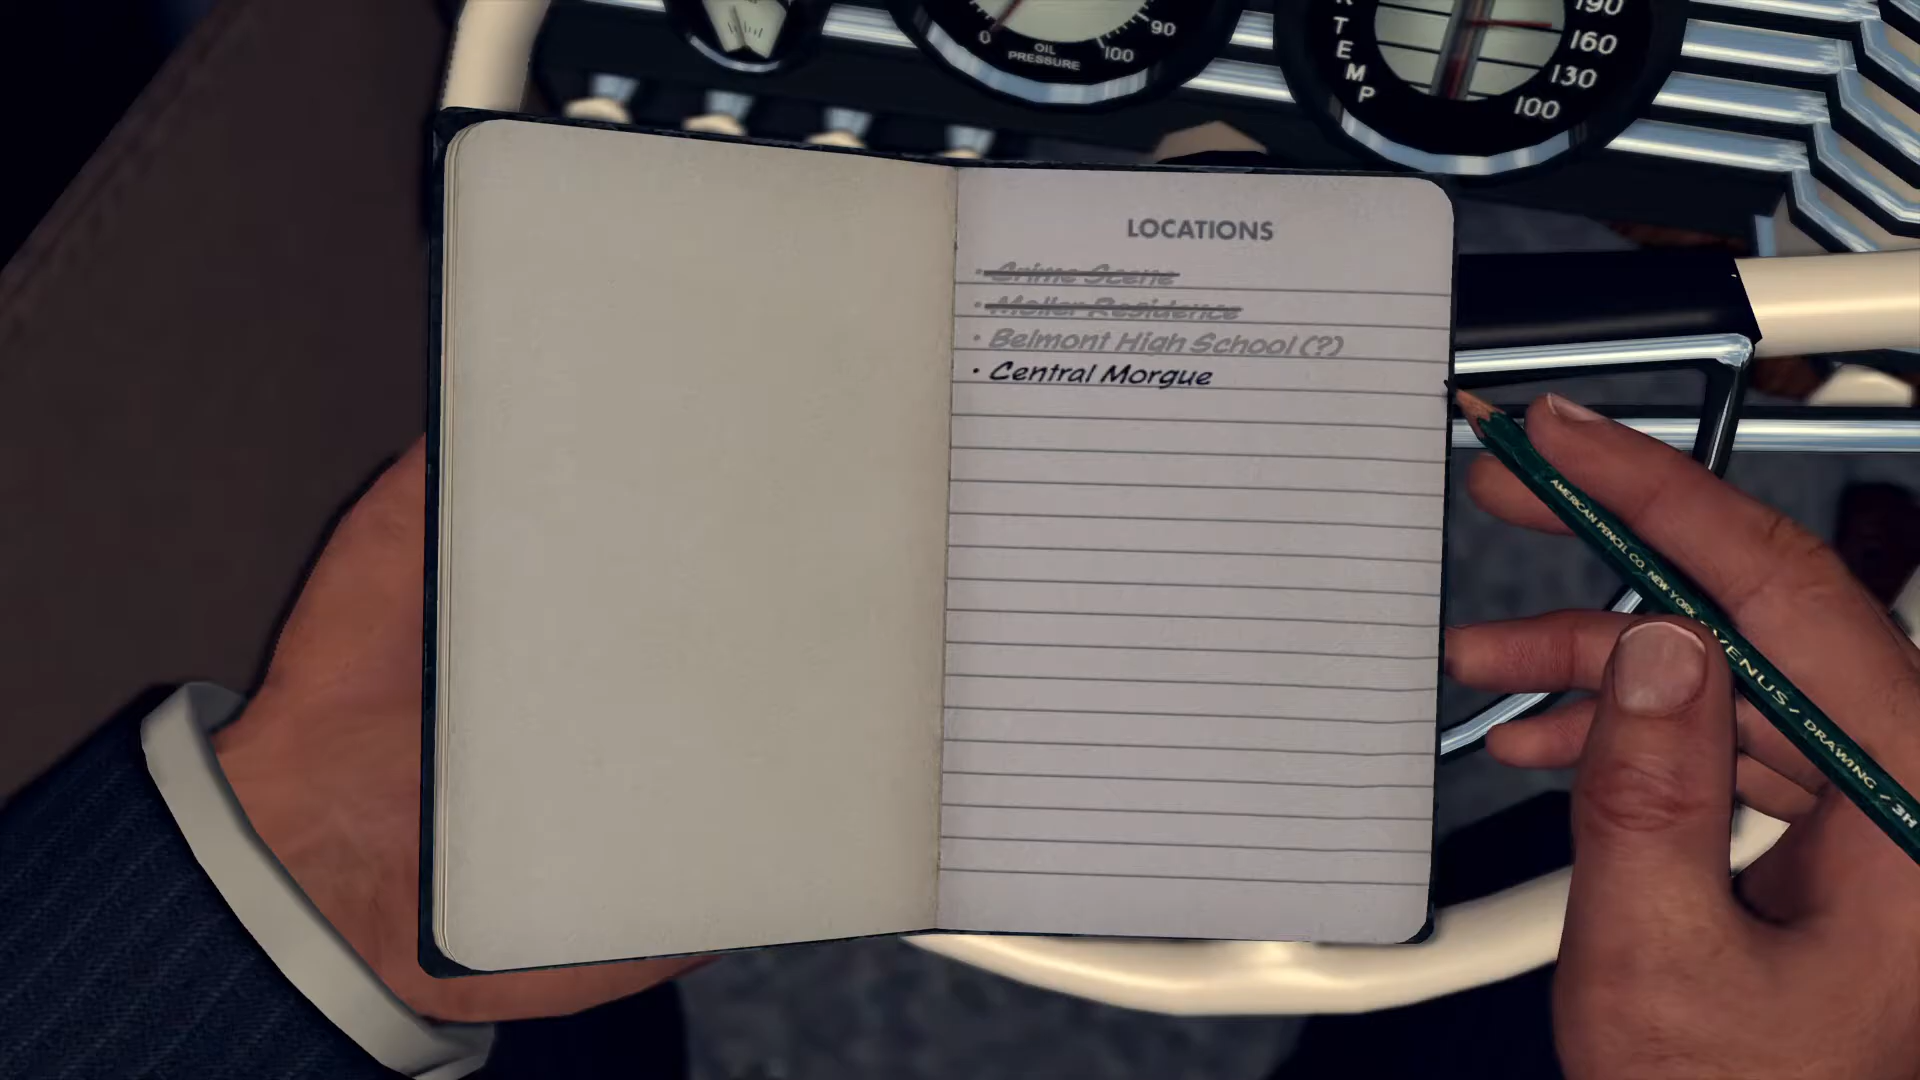 0
OIL
PRESSURE
90
100
TEMP
190
160
130
100
LOCATIONS
• Crime Scene
• Moller Residence
• Belmont High School (?)
• Central Morgue
AMERICAN PENCIL CO. NEW YORK VENUS / DRAWING / 3H